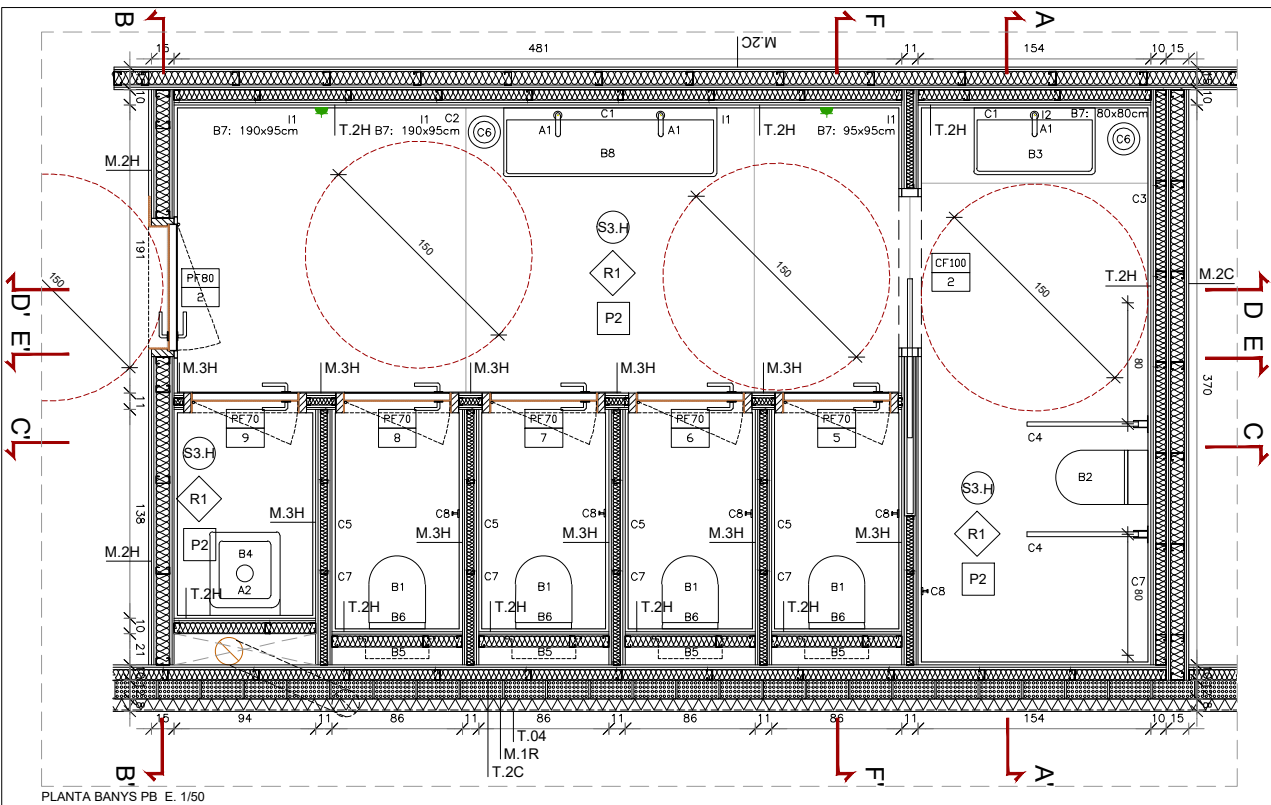 B F A
15 481 M.2C 11 154 10 15
15
10
10
I1 I1 C2 C1 I1 I1 C1 I2 B7: 80x80cm
B7: 190x95cm T.2H B7: 190x95cm C6 A1 A1 T.2H B7: 95x95cm T.2H A1 C6
B8 B3
M.2H
C3
S3.H
191 150 150 150
R1
PF80
2
CF100
2
T.2H M.2C
150
P2
D' D
E' E
80 370
M.3H M.3H M.3H M.3H M.3H
11
PF70
9
PF70
8
PF70
7
PF70
6
PF70
5
C' C
C4
S3.H
B2
S3.H
R1
138 C8 C8 C8
M.3H C5 M.3H C5 M.3H C5 M.3H C5 M.3H
R1
P2 C4
M.2H B4
A2
C7 B1 C7 B1 C7 B1 C7 B1
P2 C7
C8 80
T.2H T.2H B6 T.2H B6 T.2H B6 T.2H B6
10
21 B5 B5 B5 B5
15 94 11 86 11 86 11 86 11 86 11 154 10 15
T.04
M.1R
T.2C
B' F' A'
PLANTA BANYS PB E. 1/50